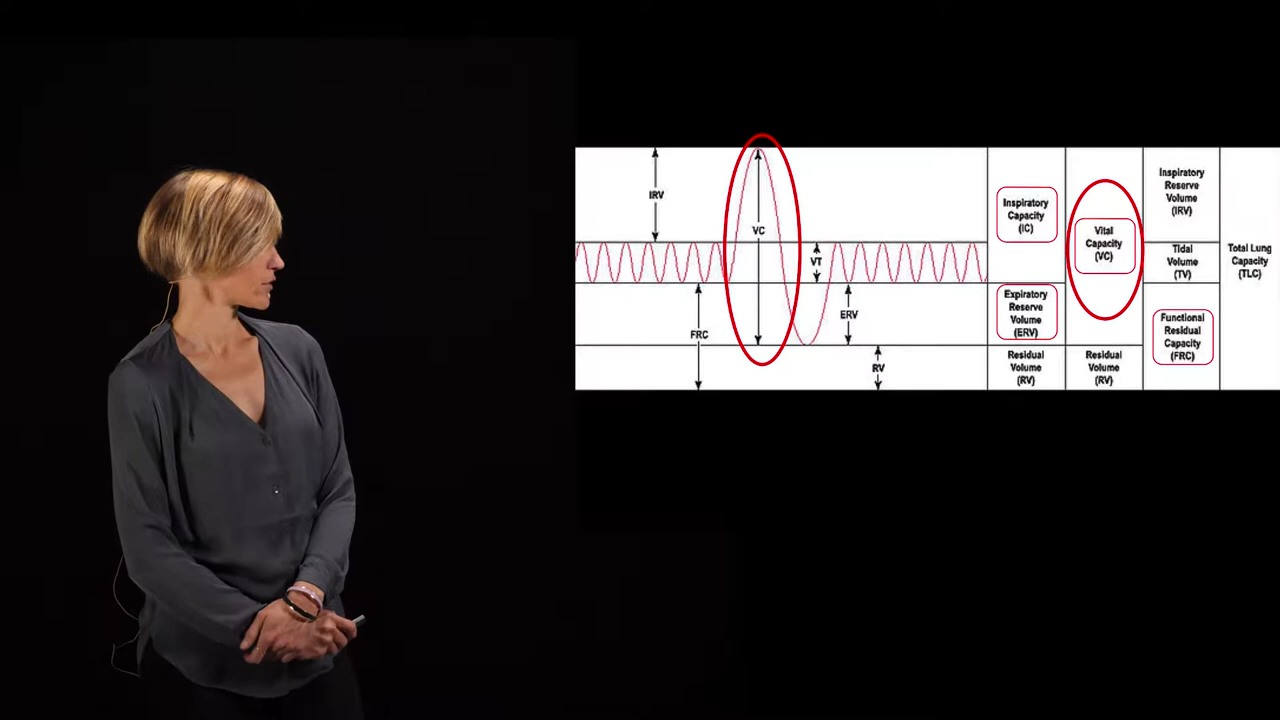 IRV
VC
VT
FRC
ERV
RV
Inspiratory
Capacity
(IC)
Expiratory
Reserve
Volume
(ERV)
Residual
Volume
(RV)
Vital
Capacity
(VC)
Residual
Volume
(RV)
Inspiratory
Reserve
Volume
(IRV)
Tidal
Volume
(TV)
Functional
Residual
Capacity
(FRC)
Total Lung
Capacity
(TLC)